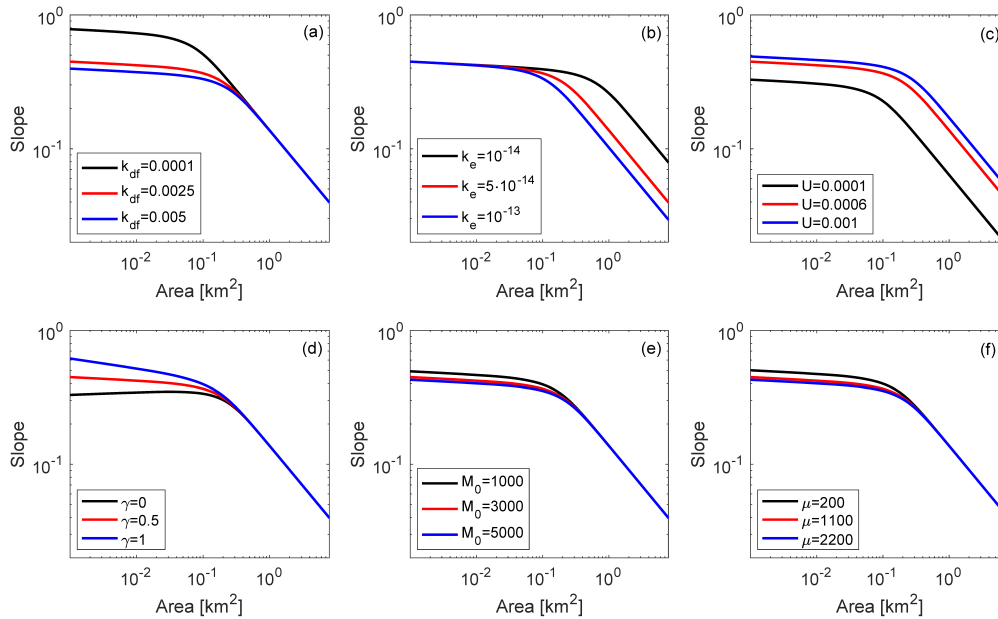 (a)
10^0
10^-1
Slope
k_df=0.0001
k_df=0.0025
k_df=0.005
10^-2
10^-1
10^0
Area [km^2]
(b)
10^0
10^-1
Slope
k_e=10^-14
k_e=5·10^-14
k_e=10^-13
10^-2
10^-1
10^0
Area [km^2]
(c)
10^0
10^-1
Slope
U=0.0001
U=0.0006
U=0.001
10^-2
10^-1
10^0
Area [km^2]
(d)
10^0
10^-1
Slope
γ=0
γ=0.5
γ=1
10^-2
10^-1
10^0
Area [km^2]
(e)
10^0
10^-1
Slope
M_0=1000
M_0=3000
M_0=5000
10^-2
10^-1
10^0
Area [km^2]
(f)
10^0
10^-1
Slope
μ=200
μ=1100
μ=2200
10^-2
10^-1
10^0
Area [km^2]